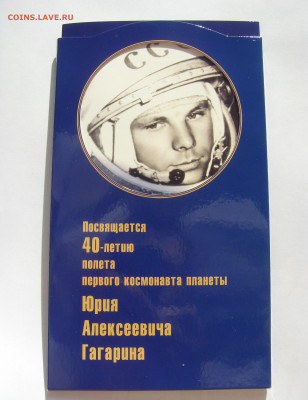 COINS.LAVE.RU
СССР
Посвящается
40-летию
полета
первого космонавта планеты
Юрия
Алексеевича
Гагарина